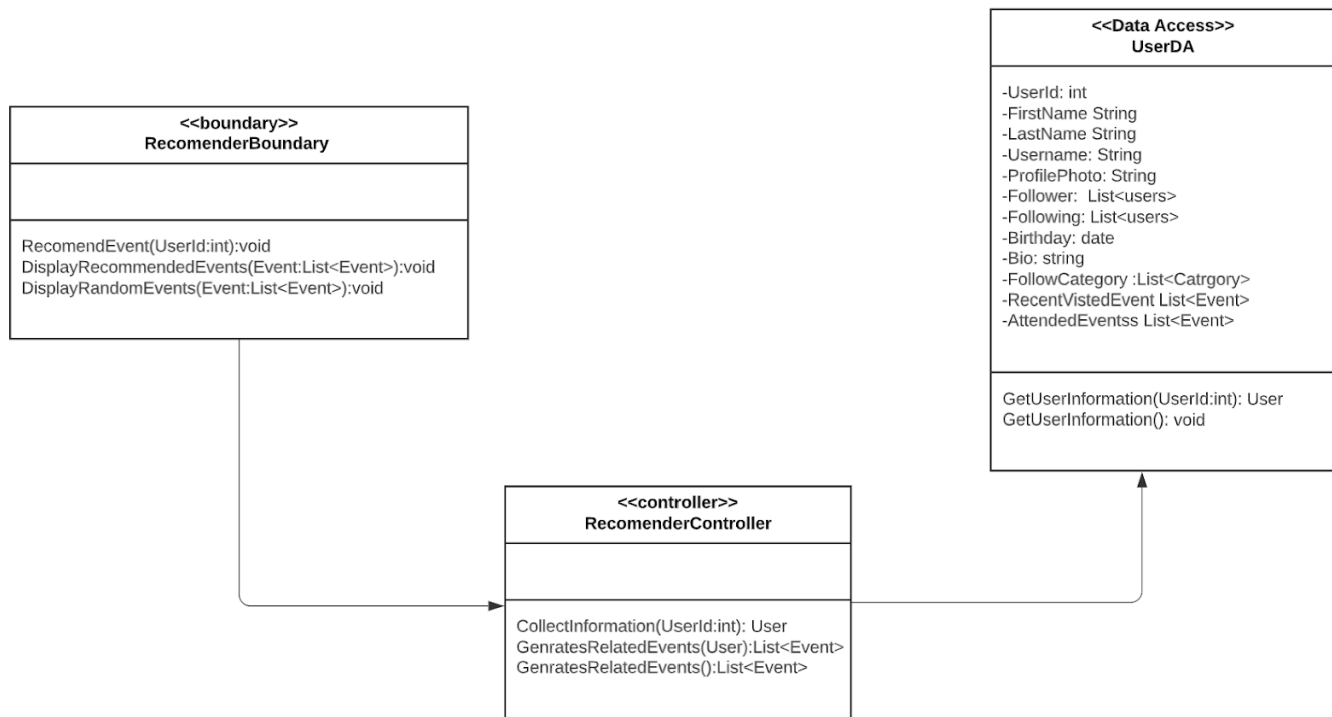 <<boundary>>
RecomenderBoundary
RecomendEvent(UserId:int):void
DisplayRecommendedEvents(Event:List<Event>):void
DisplayRandomEvents(Event:List<Event>):void
<<controller>>
RecomenderController
CollectInformation(UserId:int): User
GenratesRelatedEvents(User):List<Event>
GenratesRelatedEvents():List<Event>
<<Data Access>>
UserDA
-UserId: int
-FirstName String
-LastName String
-Username: String
-ProfilePhoto: String
-Follower:  List<users>
-Following: List<users>
-Birthday: date
-Bio: string
-FollowCategory :List<Catrgory>
-RecentVistedEvent List<Event>
-AttendedEventss List<Event>
GetUserInformation(UserId:int): User
GetUserInformation(): void